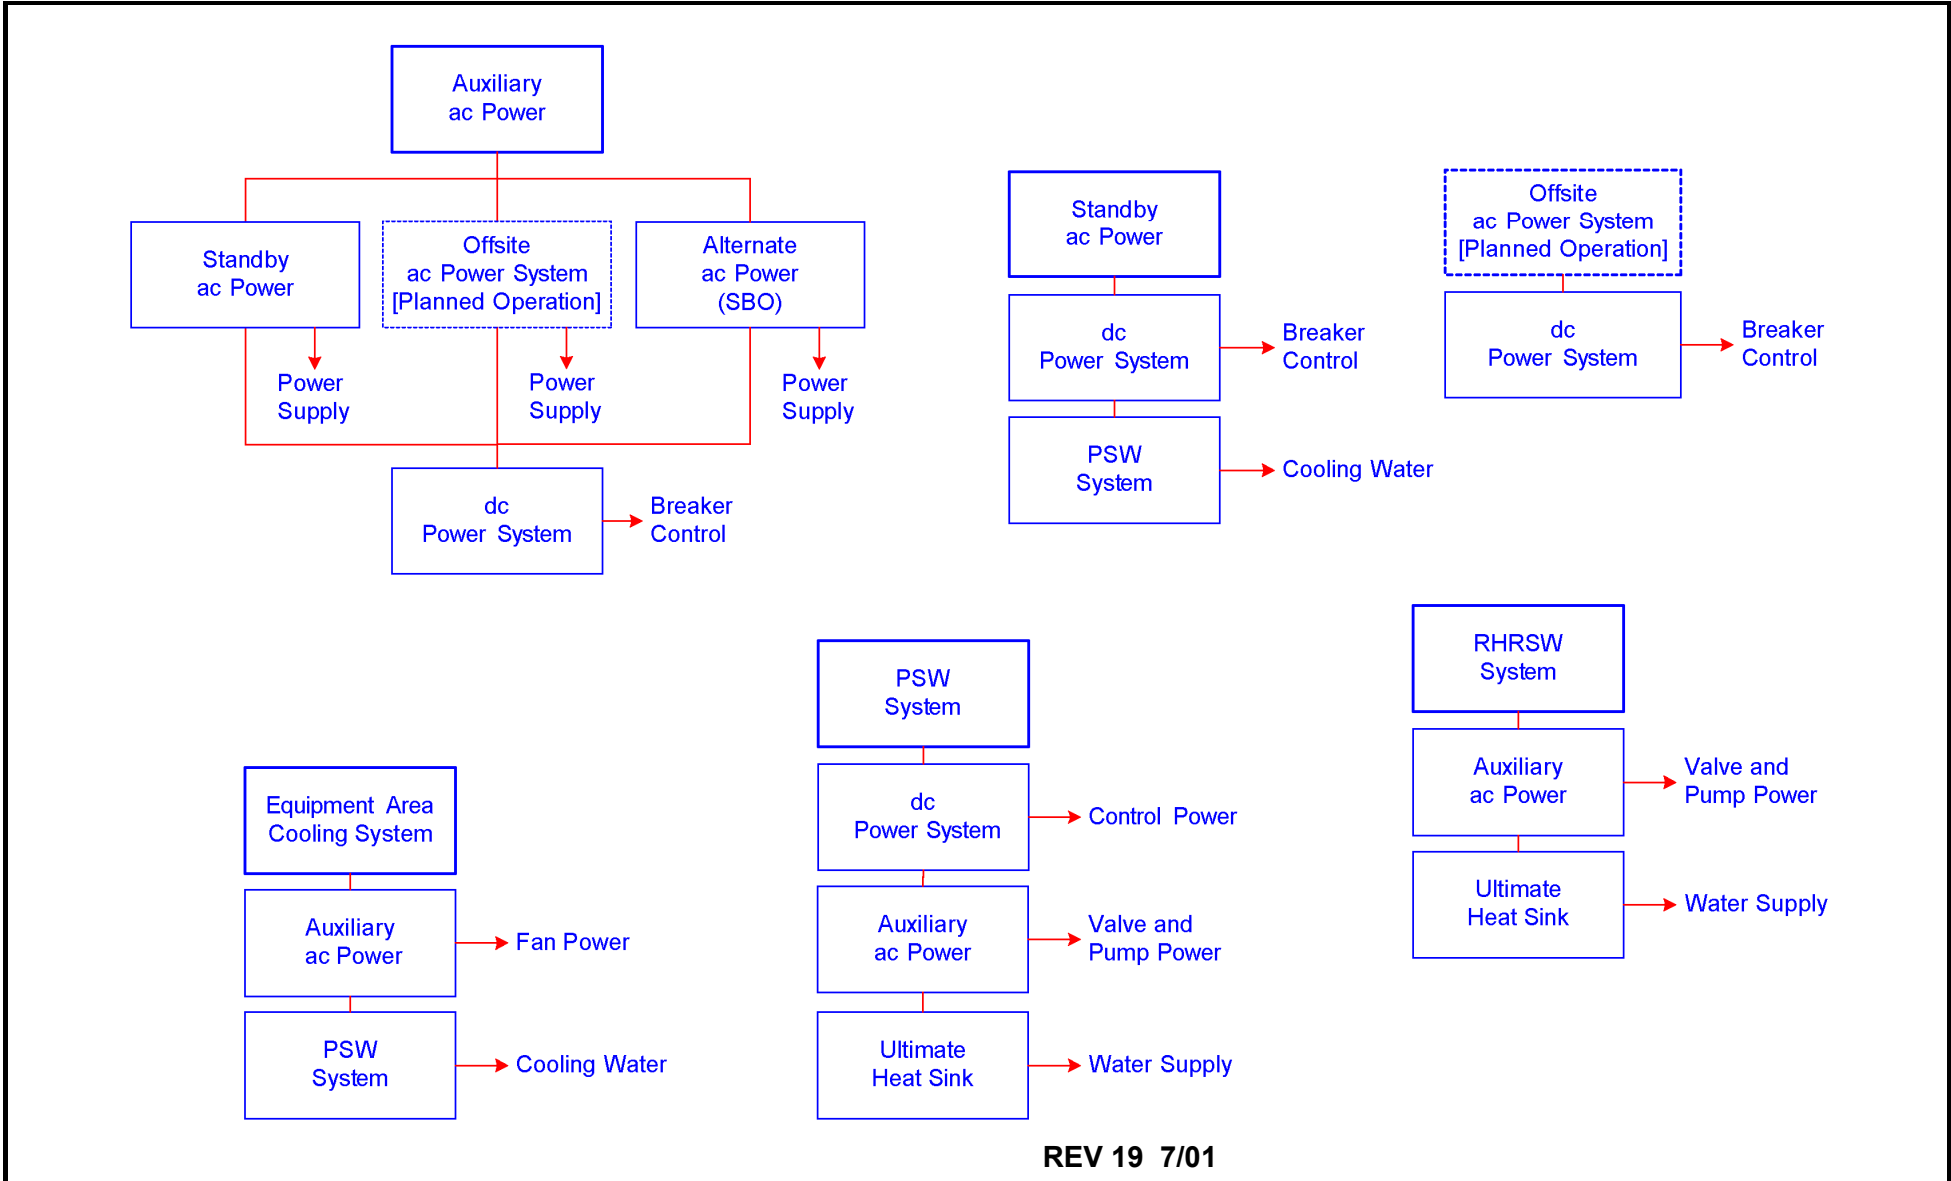 Auxiliary
ac Power
Standby
ac Power
Offsite
ac Power System
[Planned Operation]
Alternate
ac Power
(SBO)
Power
Supply
Power
Supply
Power
Supply
dc
Power System
Breaker
Control
Standby
ac Power
dc
Power System
Breaker
Control
PSW
System
Cooling Water
Offsite
ac Power System
[Planned Operation]
dc
Power System
Breaker
Control
Equipment Area
Cooling System
Auxiliary
ac Power
Fan Power
PSW
System
Cooling Water
PSW
System
dc
Power System
Control Power
Auxiliary
ac Power
Valve and
Pump Power
Ultimate
Heat Sink
Water Supply
RHRSW
System
Auxiliary
ac Power
Valve and
Pump Power
Ultimate
Heat Sink
Water Supply
REV 19 7/01